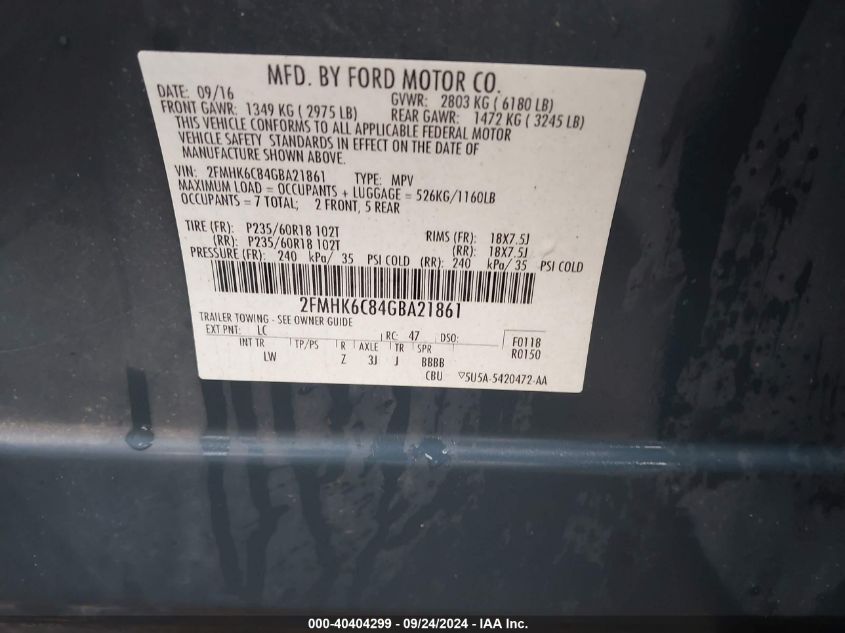 MFD. BY FORD MOTOR CO.
DATE: 09/16 GVWR: 2803 KG ( 6180 LB)
FRONT GAWR: 1349 KG ( 2975 LB) REAR GAWR: 1472 KG ( 3245 LB)
THIS VEHICLE CONFORMS TO ALL APPLICABLE FEDERAL MOTOR
VEHICLE SAFETY STANDARDS IN EFFECT ON THE DATE OF
MANUFACTURE SHOWN ABOVE.
VIN: 2FMHK6C84GBA21861 TYPE: MPV
MAXIMUM LOAD = OCCUPANTS + LUGGAGE = 526KG/1160LB
OCCUPANTS = 7 TOTAL; 2 FRONT, 5 REAR
TIRE (FR): P235/60R18 102T RIMS (FR): 18X7.5J
(RR): P235/60R18 102T (RR): 18X7.5J
PRESSURE (FR): 240 kPa/ 35 PSI COLD (RR): 240 kPa/ 35 PSI COLD
2FMHK6C84GBA21861
TRAILER TOWING - SEE OWNER GUIDE
EXT PNT: LC RC: 47 DSO: F0118
INT TR TP/PS R AXLE TR SPR R0150
LW Z 3J J BBBB
CBU ▽5U5A-5420472-AA
000-40404299 - 09/24/2024 - IAA Inc.